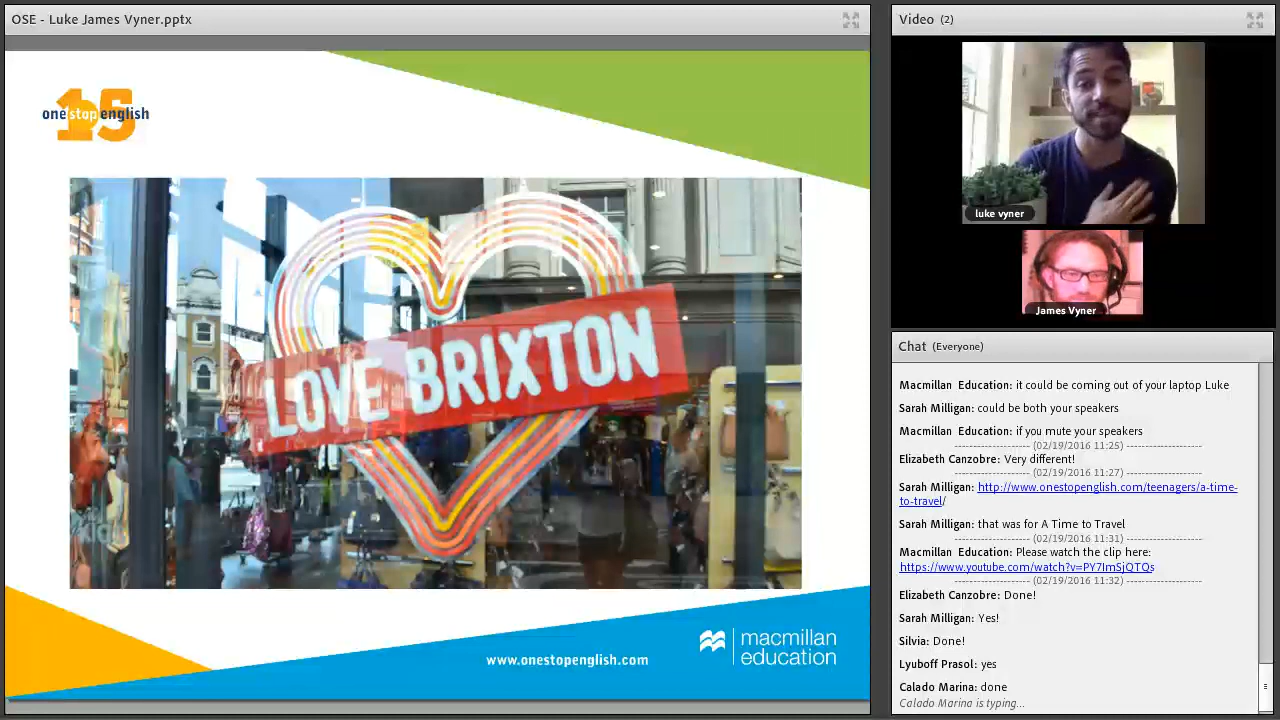 OSE - Luke James Vyner.pptx
one stop english
15
LOVE BRIXTON
www.onestopenglish.com
macmillan
education
Video (2)
luke vyner
James Vyner
Chat (Everyone)
Macmillan Education: it could be coming out of your laptop Luke
Sarah Milligan: could be both your speakers
Macmillan Education: if you mute your speakers
-------------------- (02/19/2016 11:25) --------------------
Elizabeth Canzobre: Very different!
-------------------- (02/19/2016 11:27) --------------------
Sarah Milligan: http://www.onestopenglish.com/teenagers/a-time-
to-travel/
Sarah Milligan: that was for A Time to Travel
-------------------- (02/19/2016 11:31) --------------------
Macmillan Education: Please watch the clip here:
https://www.youtube.com/watch?v=PY7ImSjQTQs
-------------------- (02/19/2016 11:32) --------------------
Elizabeth Canzobre: Done!
Sarah Milligan: Yes!
Silvia: Done!
Lyuboff Prasol: yes
Calado Marina: done
Calado Marina is typing...